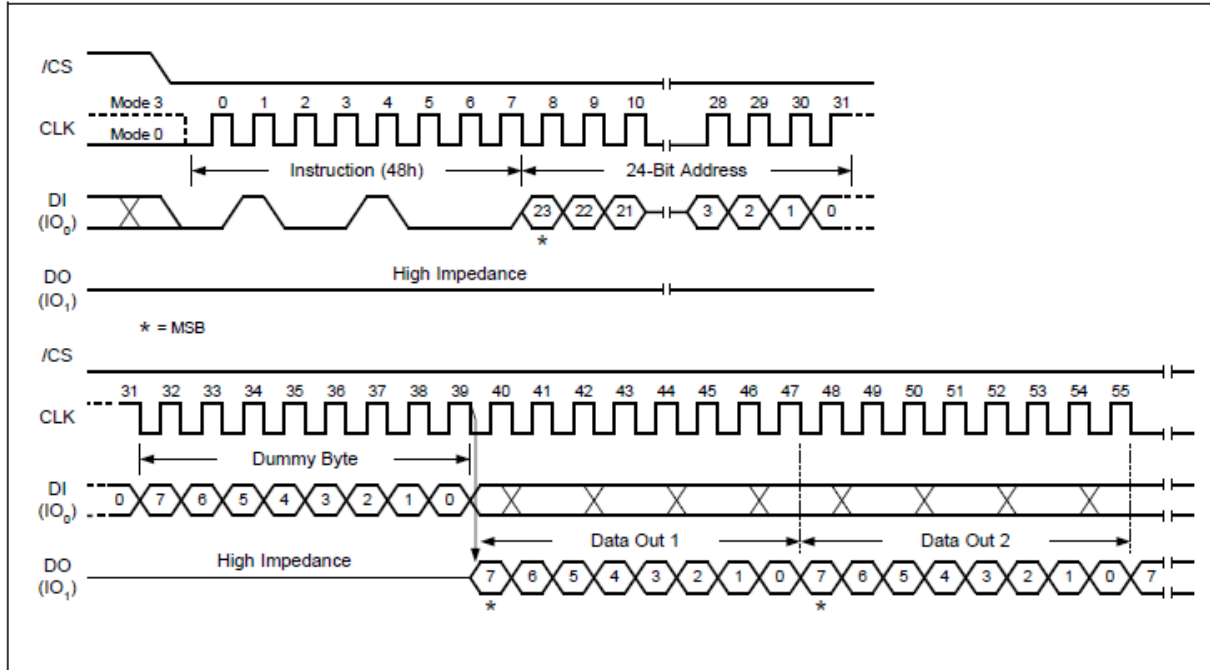 /CS
Mode 3 0 1 2 3 4 5 6 7 8 9 10 28 29 30 31
CLK
Mode 0
Instruction (48h) 24-Bit Address
DI
(IO0) 23 22 21 3 2 1 0
*
High Impedance
DO
(IO1)
* = MSB
/CS
31 32 33 34 35 36 37 38 39 40 41 42 43 44 45 46 47 48 49 50 51 52 53 54 55
CLK
Dummy Byte
DI
(IO0) 0 7 6 5 4 3 2 1 0
Data Out 1 Data Out 2
High Impedance
DO
(IO1) 7 6 5 4 3 2 1 0 7 6 5 4 3 2 1 0 7
* *